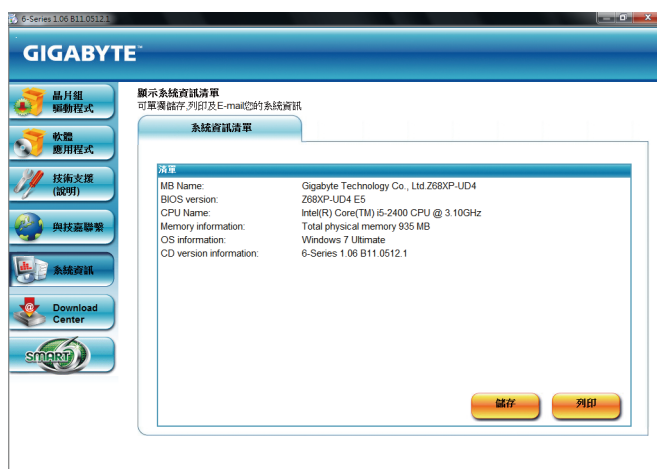 6-Series 1.06 B11.0512.1
GIGABYTE™
晶片組
驅動程式
軟體
應用程式
技術支援
(說明)
與技嘉聯繫
系統資訊
Download
Center
SMART6
顯示系統資訊清單
可單獨儲存,列印及E-mail您的系統資訊
系統資訊清單
清單
MB Name: Gigabyte Technology Co., Ltd.Z68XP-UD4
BIOS version: Z68XP-UD4 E5
CPU Name: Intel(R) Core(TM) i5-2400 CPU @ 3.10GHz
Memory information: Total physical memory 935 MB
OS information: Windows 7 Ultimate
CD version information: 6-Series 1.06 B11.0512.1
儲存
列印